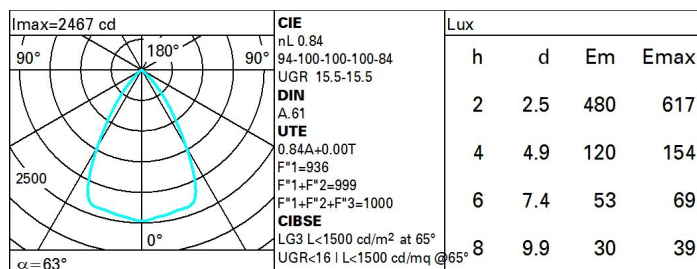 Imax=2467 cd
180°
90°
90°
2500
0°
α=63°
CIE
nL 0.84
94-100-100-100-84
UGR 15.5-15.5
DIN
A.61
UTE
0.84A+0.00T
F"1=936
F"1+F"2=999
F"1+F"2+F"3=1000
CIBSE
LG3 L<1500 cd/m² at 65°
UGR<16 | L<1500 cd/mq @65°
Lux
h d Em Emax
2 2.5 480 617
4 4.9 120 154
6 7.4 53 69
8 9.9 30 39